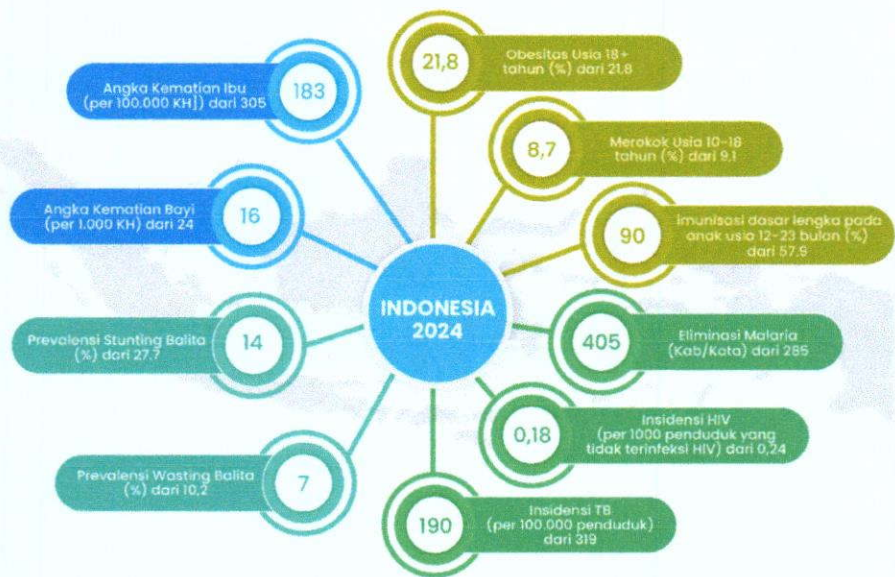 INDONESIA
2024
Angka Kematian Ibu
(per 100.000 KH]) dari 305
183
Angka Kematian Bayi
(per 1.000 KH) dari 24
16
Prevalensi Stunting Balita
(%) dari 27.7
14
Prevalensi Wasting Balita
(%) dari 10,2
7
21,8
Obesitas Usia 18+
tahun (%) dari 21,8
8,7
Merokok Usia 10-18
tahun (%) dari 9,1
90
imunisasi dasar lengka pada
anak usia 12-23 bulan (%)
dari 57.9
405
Eliminasi Malaria
(Kab/Kota) dari 285
0,18
Insidensi HIV
(per 1000 penduduk yang
tidak terinfeksi HIV) dari 0,24
190
Insidensi TB
(per 100.000 penduduk)
dari 319